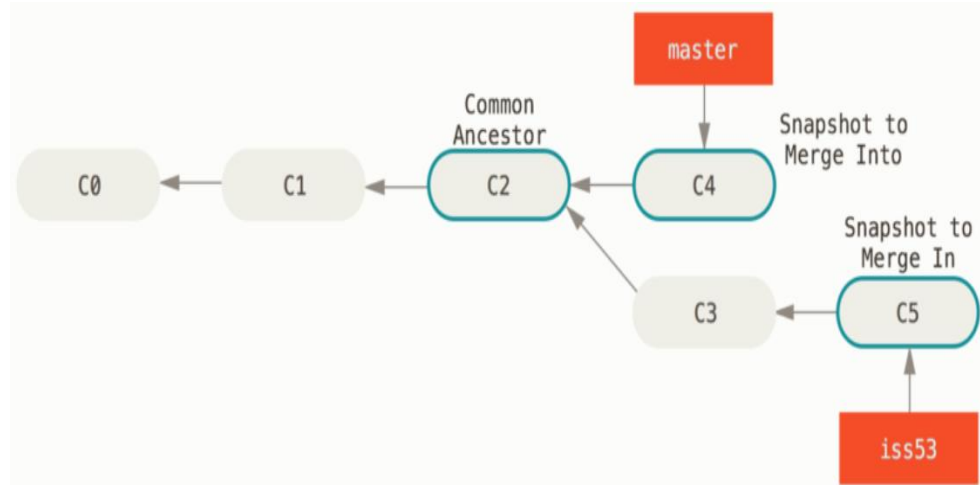 master
Common
Ancestor
Snapshot to
Merge Into
C0
C1
C2
C4
Snapshot to
Merge In
C3
C5
iss53